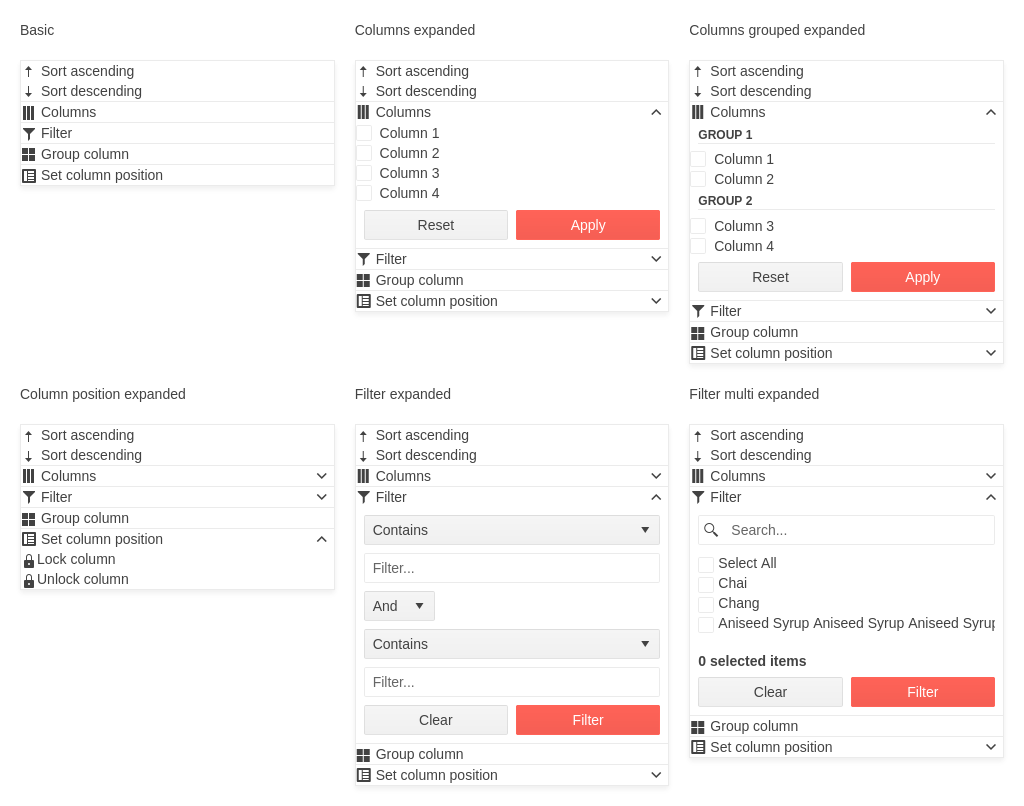 Basic
Sort ascending
Sort descending
Columns
Filter
Group column
Set column position
Columns expanded
Sort ascending
Sort descending
Columns
Column 1
Column 2
Column 3
Column 4
Reset Apply
Filter
Group column
Set column position
Columns grouped expanded
Sort ascending
Sort descending
Columns
GROUP 1
Column 1
Column 2
GROUP 2
Column 3
Column 4
Reset Apply
Filter
Group column
Set column position
Column position expanded
Sort ascending
Sort descending
Columns
Filter
Group column
Set column position
Lock column
Unlock column
Filter expanded
Sort ascending
Sort descending
Columns
Filter
Contains
Filter...
And
Contains
Filter...
Clear Filter
Group column
Set column position
Filter multi expanded
Sort ascending
Sort descending
Columns
Filter
Search...
Select All
Chai
Chang
Aniseed Syrup Aniseed Syrup Aniseed Syrup
0 selected items
Clear Filter
Group column
Set column position